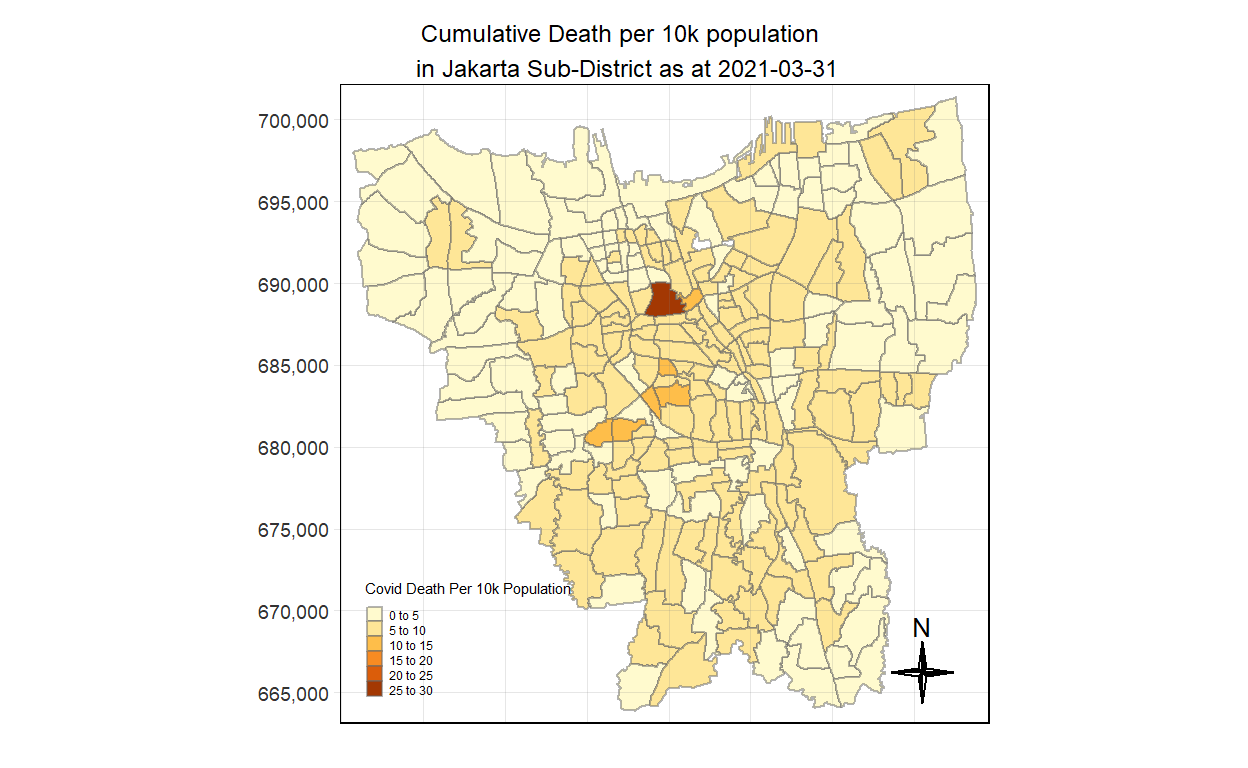 Cumulative Death per 10k population
in Jakarta Sub-District as at 2021-03-31
700,000
695,000
690,000
685,000
680,000
675,000
670,000
665,000
Covid Death Per 10k Population
0 to 5
5 to 10
10 to 15
15 to 20
20 to 25
25 to 30
N